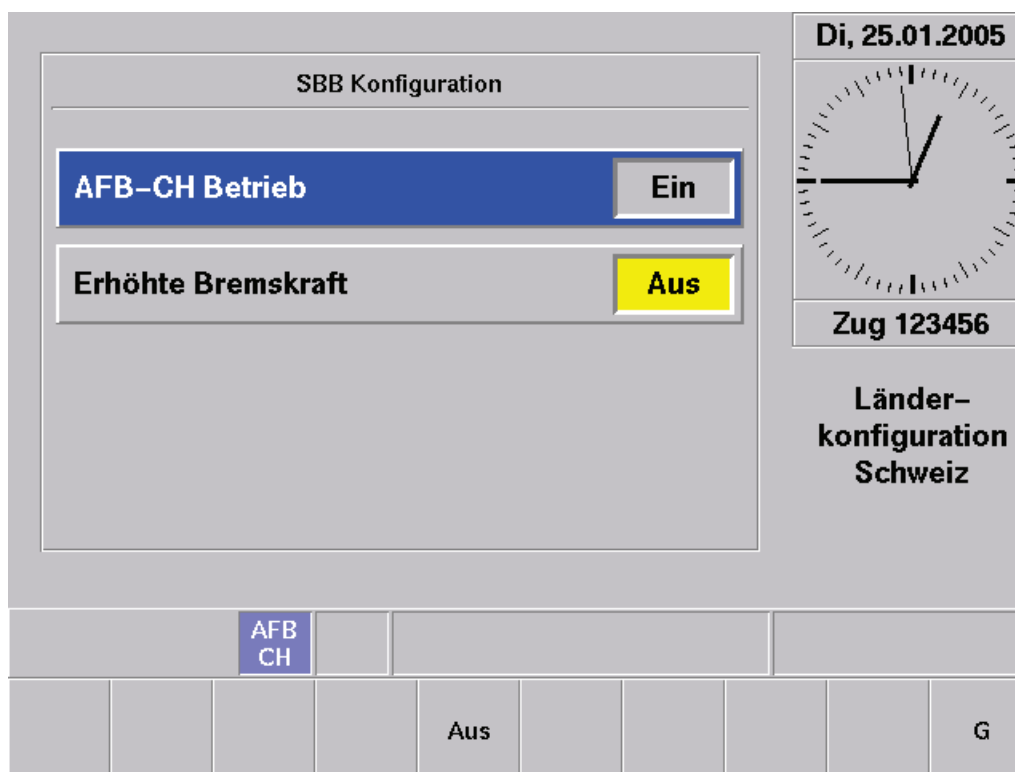 SBB Konfiguration
AFB–CH Betrieb
Ein
Erhöhte Bremskraft
Aus
Di, 25.01.2005
Zug 123456
Länder–
konfiguration
Schweiz
AFB
CH
Aus
G